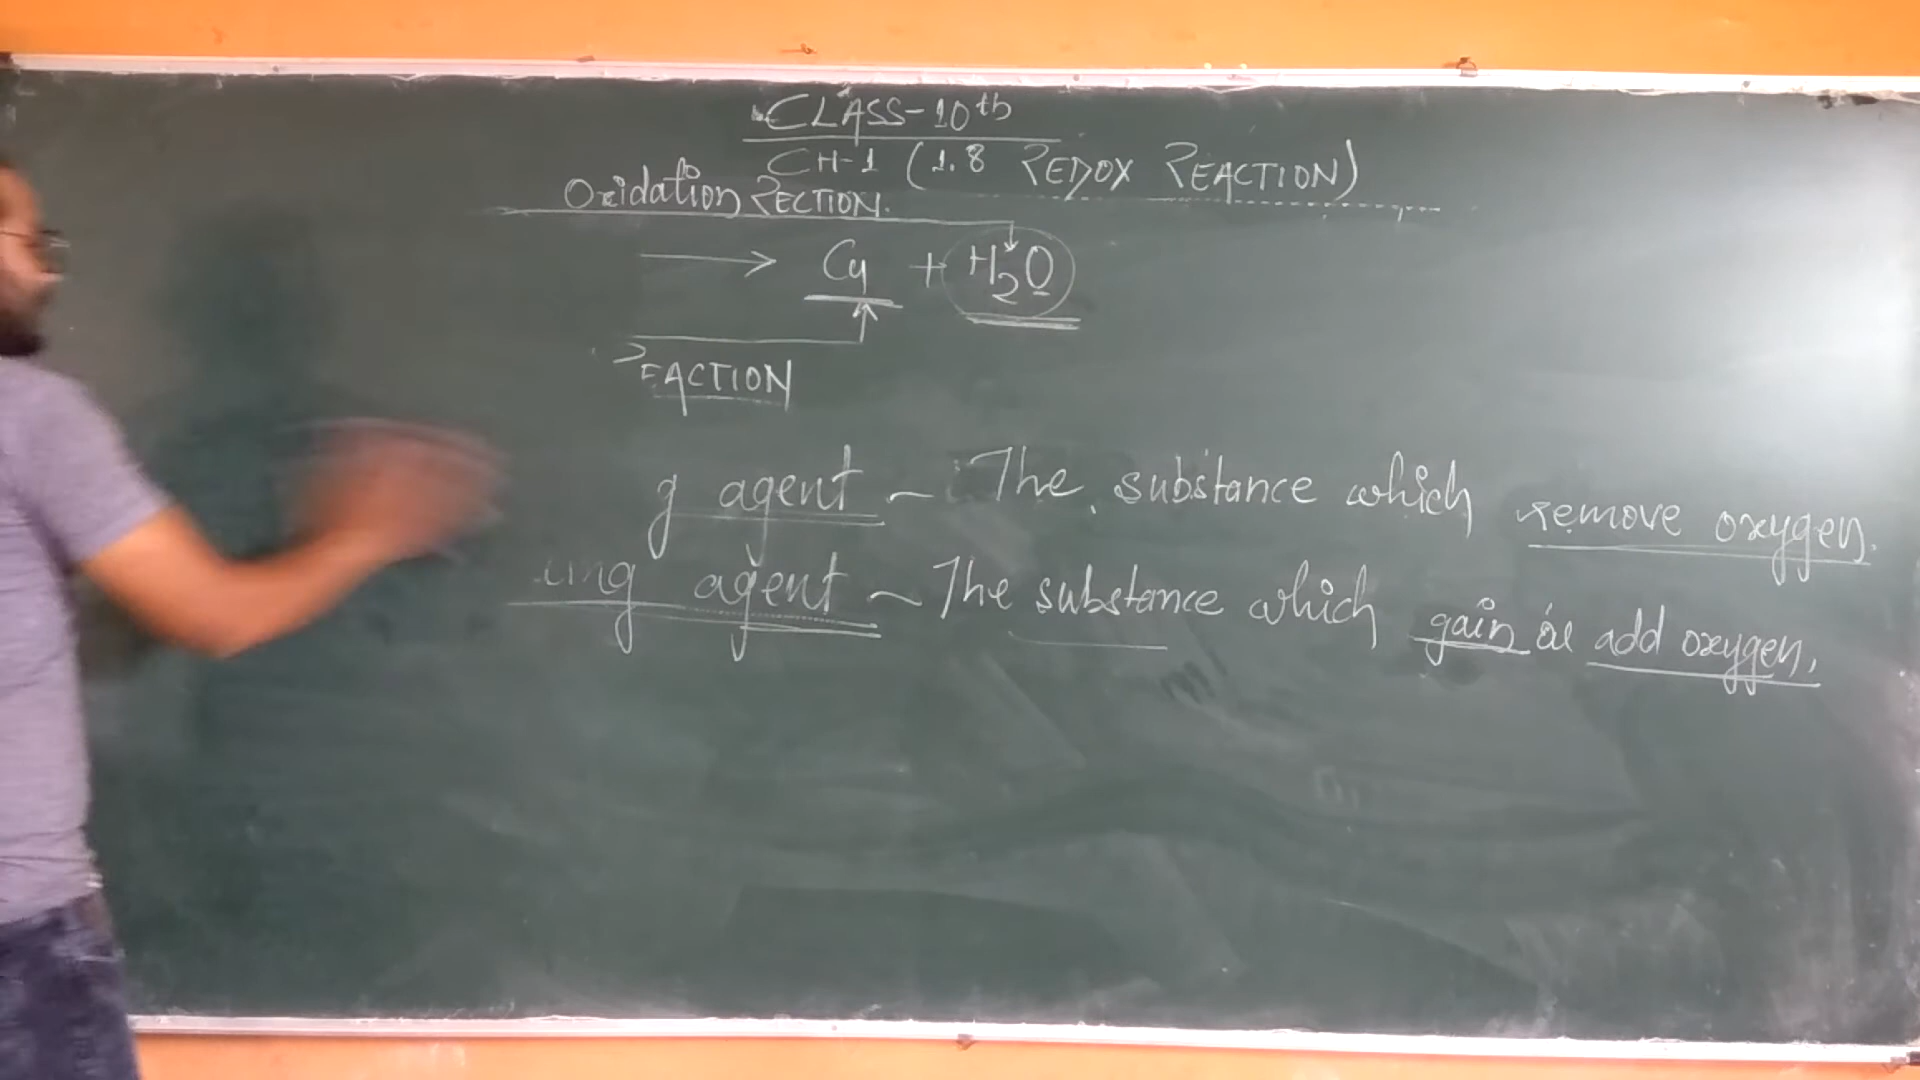 CLASS-10th
CH-1 (1.8 REDOX REACTION)
Oxidation RECTION.
→ Cu + H₂O
EACTION
g agent ~ The substance which remove oxygen.
ing agent ~ The substance which gain or add oxygen.